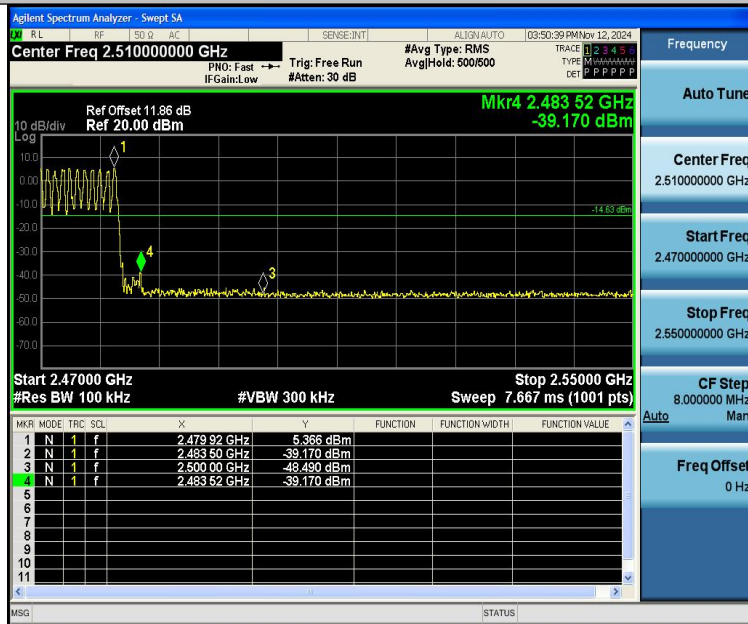 Agilent Spectrum Analyzer - Swept SA
LXI RL RF 50 Ω AC SENSE:INT ALIGN AUTO 03:50:39 PM Nov 12, 2024
Center Freq 2.510000000 GHz
#Avg Type: RMS
TRACE 1 2 3 4 5 6
PNO: Fast Trig: Free Run Avg|Hold: 500/500
TYPE M WWWWW
IFGain:Low #Atten: 30 dB
DET P P P P P P
Mkr4 2.483 52 GHz
Ref Offset 11.86 dB
10 dB/div Ref 20.00 dBm -39.170 dBm
Log
10.0
0.00
-10.0
-20.0
-30.0
-40.0
-50.0
-60.0
-70.0
1
4
3
-14.63 dBm
Start 2.47000 GHz Stop 2.55000 GHz
#Res BW 100 kHz #VBW 300 kHz Sweep 7.667 ms (1001 pts)
MKR MODE TRC SCL X Y FUNCTION FUNCTION WIDTH FUNCTION VALUE
1 N 1 f 2.479 92 GHz 5.366 dBm
2 N 1 f 2.483 50 GHz -39.170 dBm
3 N 1 f 2.500 00 GHz -48.490 dBm
4 N 1 f 2.483 52 GHz -39.170 dBm
5
6
7
8
9
10
11
MSG STATUS
Frequency
Auto Tune
Center Freq
2.510000000 GHz
Start Freq
2.470000000 GHz
Stop Freq
2.550000000 GHz
CF Step
8.000000 MHz
Auto Man
Freq Offset
0 Hz